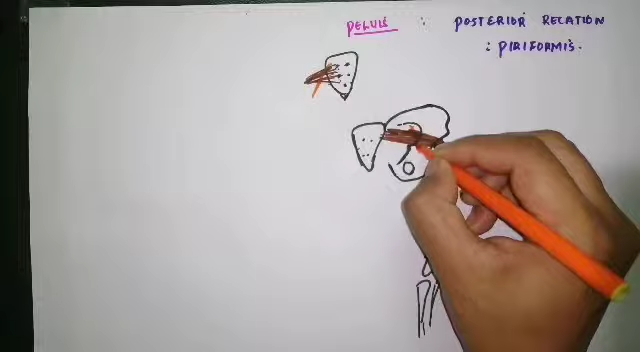 PELVIS : POSTERIOR RELATION
: PIRIFORMIS.